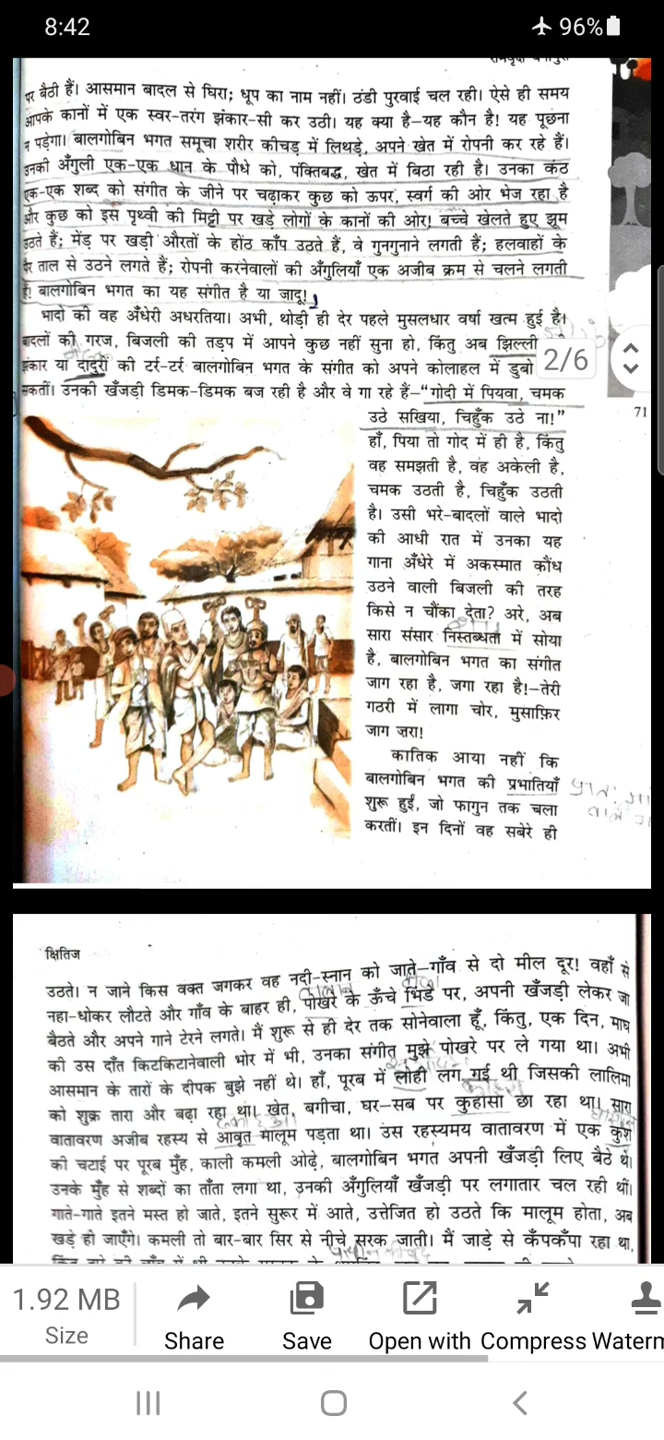 8:42
96%
रामवृक्ष बेनीपुरी
पर बैठी हैं। आसमान बादल से घिरा; धूप का नाम नहीं। ठंडी पुरवाई चल रही। ऐसे ही समय
आपके कानों में एक स्वर-तरंग झंकार-सी कर उठी। यह क्या है-यह कौन है! यह पूछना
न पड़ेगा। बालगोबिन भगत समूचा शरीर कीचड़ में लिथड़े, अपने खेत में रोपनी कर रहे हैं।
उनकी अँगुली एक-एक धान के पौधे को, पंक्तिबद्ध, खेत में बिठा रही है। उनका कंठ
एक-एक शब्द को संगीत के जीने पर चढ़ाकर कुछ को ऊपर, स्वर्ग की ओर भेज रहा है
और कुछ को इस पृथ्वी की मिट्टी पर खड़े लोगों के कानों की ओर! बच्चे खेलते हुए झूम
उठते हैं; मेंड़ पर खड़ी औरतों के होंठ काँप उठते हैं, वे गुनगुनाने लगती हैं; हलवाहों के
पैर ताल से उठने लगते हैं; रोपनी करनेवालों की अँगुलियाँ एक अजीब क्रम से चलने लगती
हैं! बालगोबिन भगत का यह संगीत है या जादू!
भादो की वह अँधेरी अधरतिया। अभी, थोड़ी ही देर पहले मुसलधार वर्षा खत्म हुई है।
बादलों की गरज, बिजली की तड़प में आपने कुछ नहीं सुना हो, किंतु अब झिल्ली
झंकार या दादुरों की टर्र-टर्र बालगोबिन भगत के संगीत को अपने कोलाहल में डुबो
2/6
सकतीं। उनकी खँजड़ी डिमक-डिमक बज रही है और वे गा रहे हैं-“गोदी में पियवा, चमक
71
उठे सखिया, चिहुँक उठे ना!”
हाँ, पिया तो गोद में ही है, किंतु
वह समझती है, वह अकेली है,
चमक उठती है, चिहुँक उठती
है। उसी भरे-बादलों वाले भादो
की आधी रात में उनका यह
गाना अँधेरे में अकस्मात कौंध
उठने वाली बिजली की तरह
किसे न चौंका देता? अरे, अब
सारा संसार निस्तब्धता में सोया
है, बालगोबिन भगत का संगीत
जाग रहा है, जगा रहा है!-तेरी
गठरी में लागा चोर, मुसाफ़िर
जाग ज़रा!
कातिक आया नहीं कि
बालगोबिन भगत की प्रभातियाँ
शुरू हुईं, जो फागुन तक चला
करतीं। इन दिनों वह सबेरे ही
क्षितिज
उठते। न जाने किस वक्त जगकर वह नदी-स्नान को जाते-गाँव से दो मील दूर! वहाँ से
नहा-धोकर लौटते और गाँव के बाहर ही, पोखरे के ऊँचे भिंडे पर, अपनी खँजड़ी लेकर जा
बैठते और अपने गाने टेरने लगते। मैं शुरू से ही देर तक सोनेवाला हूँ, किंतु, एक दिन, माघ
की उस दाँत किटकिटानेवाली भोर में भी, उनका संगीत मुझे पोखरे पर ले गया था। अभी
आसमान के तारों के दीपक बुझे नहीं थे। हाँ, पूरब में लोही लग गई थी जिसकी लालिमा
को शुक्र तारा और बढ़ा रहा था। खेत, बगीचा, घर-सब पर कुहासा छा रहा था। सारा
वातावरण अजीब रहस्य से आवृत मालूम पड़ता था। उस रहस्यमय वातावरण में एक कुश
की चटाई पर पूरब मुँह, काली कमली ओढ़े, बालगोबिन भगत अपनी खँजड़ी लिए बैठे थे।
उनके मुँह से शब्दों का ताँता लगा था, उनकी अँगुलियाँ खँजड़ी पर लगातार चल रही थीं।
गाते-गाते इतने मस्त हो जाते, इतने सुरूर में आते, उत्तेजित हो उठते कि मालूम होता, अब
खड़े हो जाएँगे। कमली तो बार-बार सिर से नीचे सरक जाती। मैं जाड़े से कँपकँपा रहा था,
1.92 MB
Size
Share
Save
Open with
Compress
Waterm